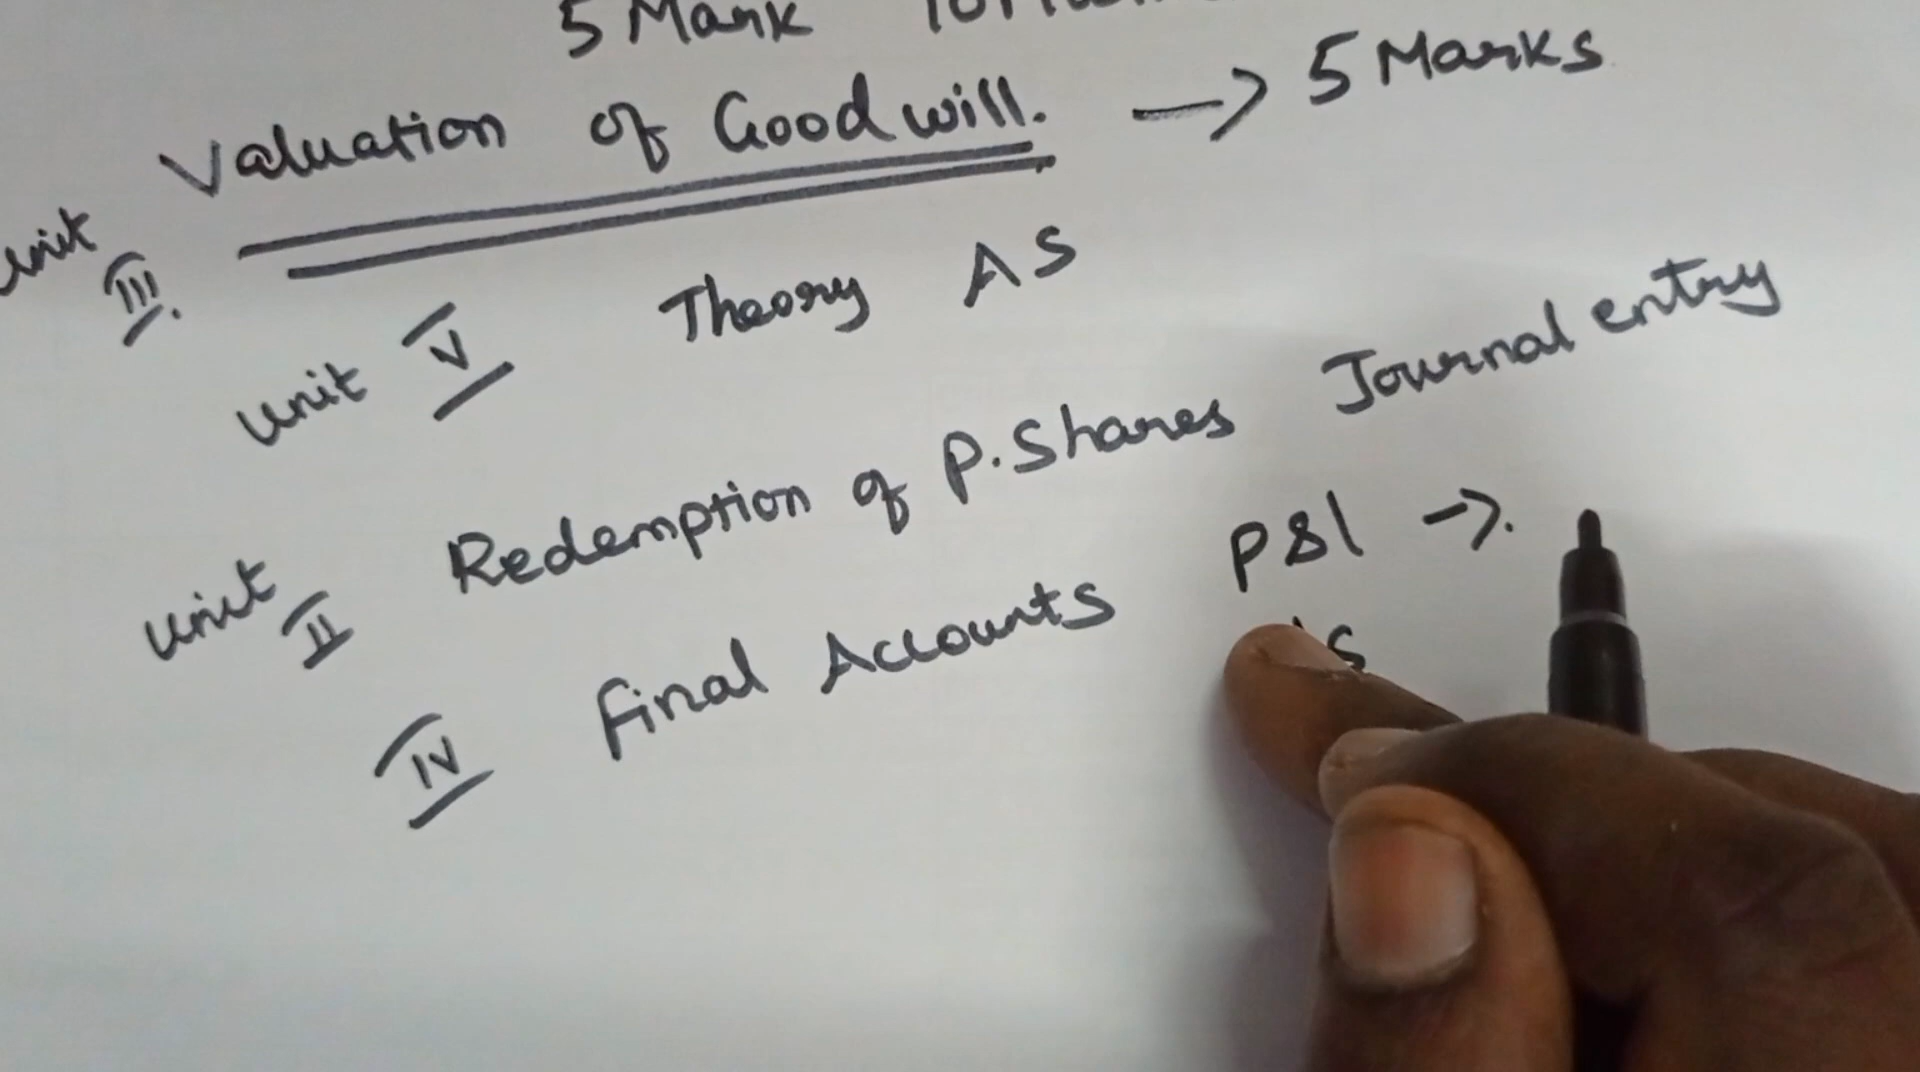 5 Mark
Valuation of Goodwill. → 5 Marks
unit III.
unit V Theory AS
unit II Redemption of P. Shares Journal entry
IV Final Accounts P&l →